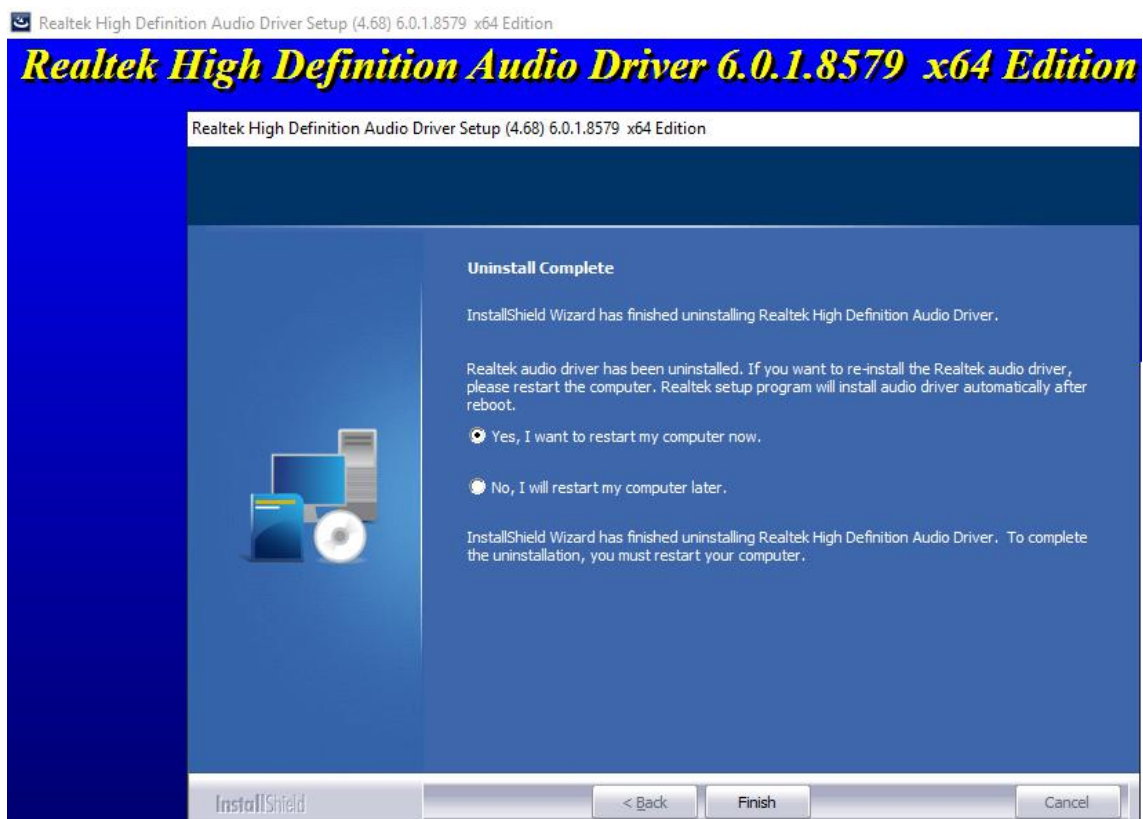 Realtek High Definition Audio Driver Setup (4.68) 6.0.1.8579 x64 Edition
Realtek High Definition Audio Driver 6.0.1.8579 x64 Edition
Realtek High Definition Audio Driver Setup (4.68) 6.0.1.8579 x64 Edition
Uninstall Complete
InstallShield Wizard has finished uninstalling Realtek High Definition Audio Driver.
Realtek audio driver has been uninstalled. If you want to re-install the Realtek audio driver,
please restart the computer. Realtek setup program will install audio driver automatically after
reboot.
Yes, I want to restart my computer now.
No, I will restart my computer later.
InstallShield Wizard has finished uninstalling Realtek High Definition Audio Driver. To complete
the uninstallation, you must restart your computer.
InstallShield
< Back
Finish
Cancel